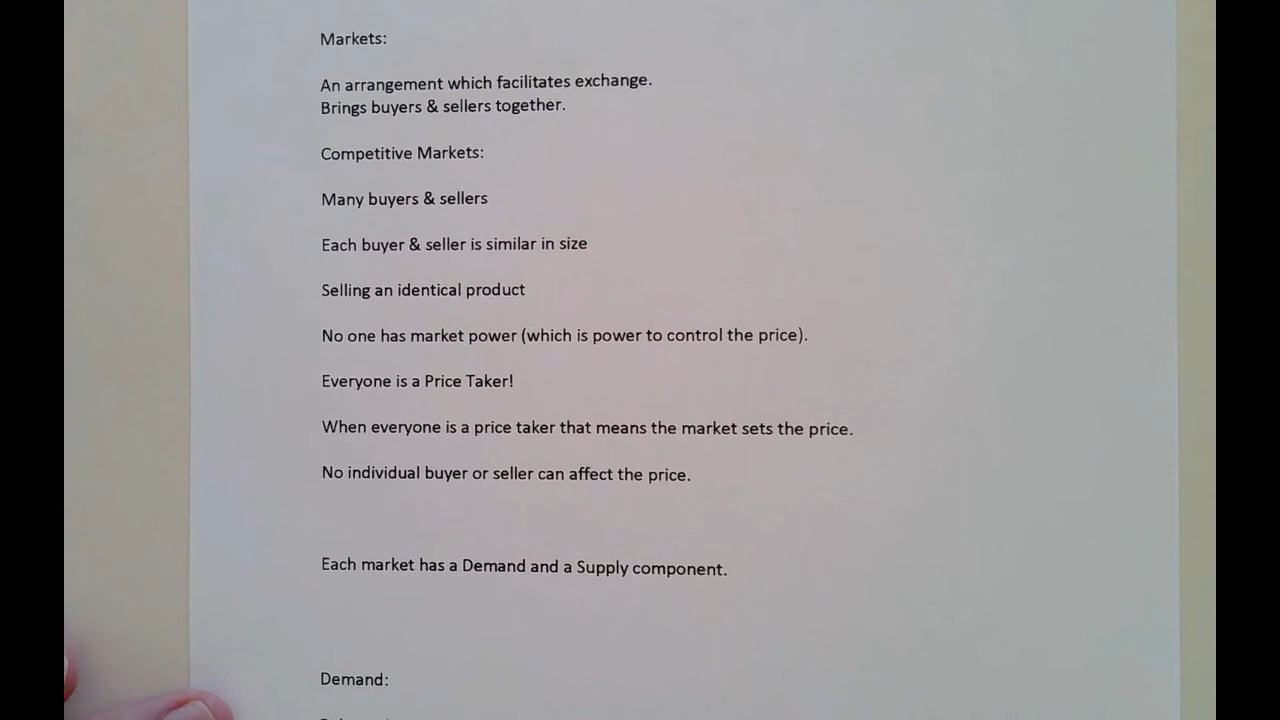 Markets:
An arrangement which facilitates exchange.
Brings buyers & sellers together.
Competitive Markets:
Many buyers & sellers
Each buyer & seller is similar in size
Selling an identical product
No one has market power (which is power to control the price).
Everyone is a Price Taker!
When everyone is a price taker that means the market sets the price.
No individual buyer or seller can affect the price.
Each market has a Demand and a Supply component.
Demand: